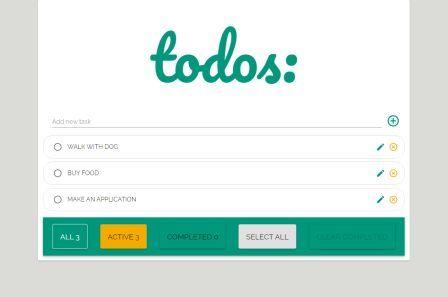 todos:
Add new task
WALK WITH DOG
BUY FOOD
MAKE AN APPLICATION
ALL 3 ACTIVE 3 COMPLETED 0 SELECT ALL CLEAR COMPLETED